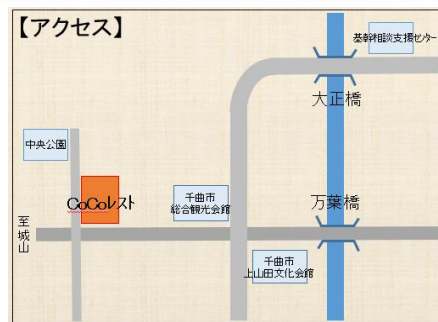 【アクセス】
基幹相談支援センター
大正橋
中央公園
CoCoレスト
千曲市
総合観光会館
万葉橋
至城山
千曲市
上山田文化会館